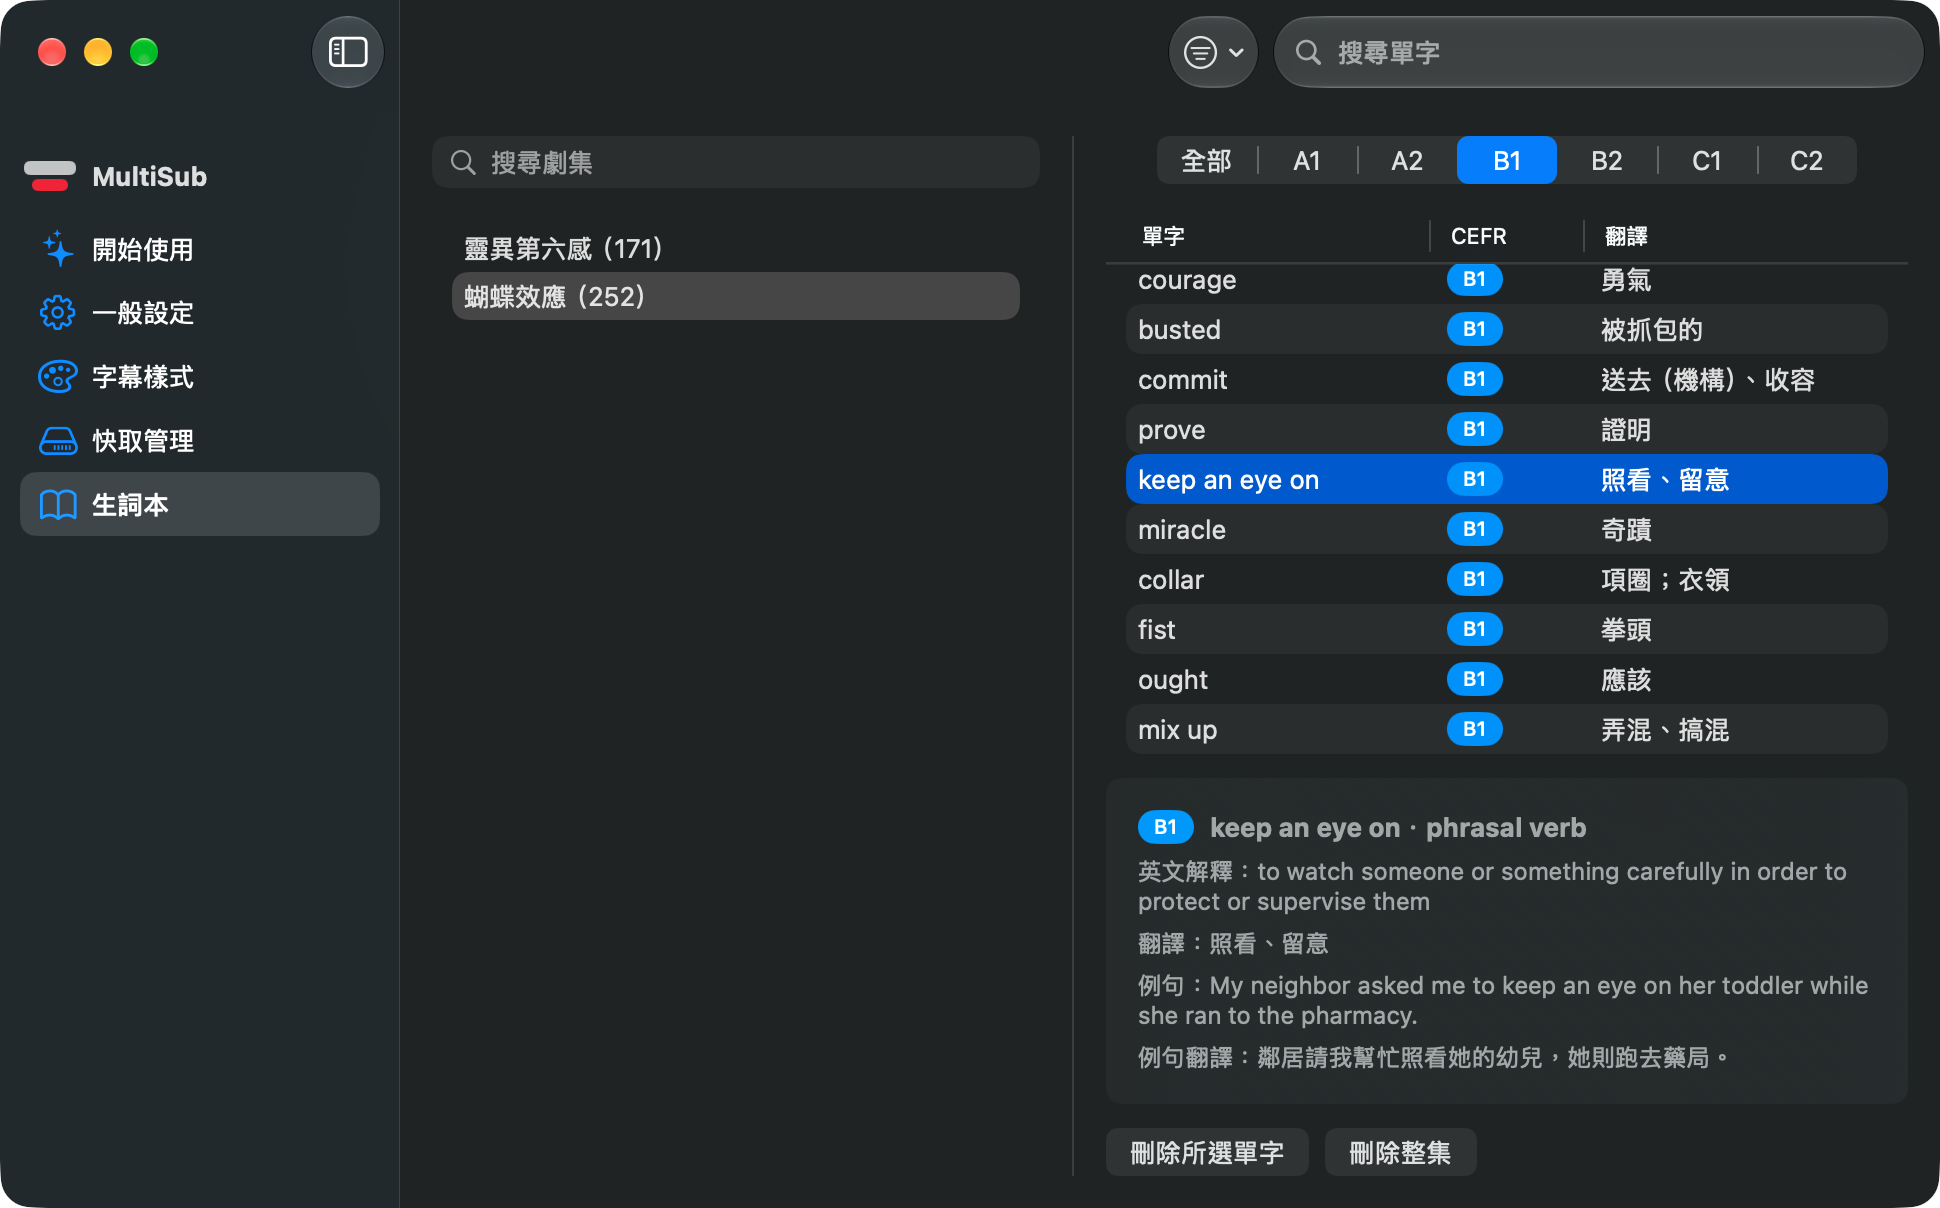 搜尋單字
MultiSub
開始使用
一般設定
字幕樣式
快取管理
生詞本
搜尋劇集
靈異第六感 (171)
蝴蝶效應 (252)
全部 A1 A2 B1 B2 C1 C2
單字 CEFR 翻譯
courage B1 勇氣
busted B1 被抓包的
commit B1 送去 (機構)、收容
prove B1 證明
keep an eye on B1 照看、留意
miracle B1 奇蹟
collar B1 項圈；衣領
fist B1 拳頭
ought B1 應該
mix up B1 弄混、搞混
B1 keep an eye on · phrasal verb
英文解釋：to watch someone or something carefully in order to
protect or supervise them
翻譯：照看、留意
例句：My neighbor asked me to keep an eye on her toddler while
she ran to the pharmacy.
例句翻譯：鄰居請我幫忙照看她的幼兒，她則跑去藥局。
刪除所選單字 刪除整集